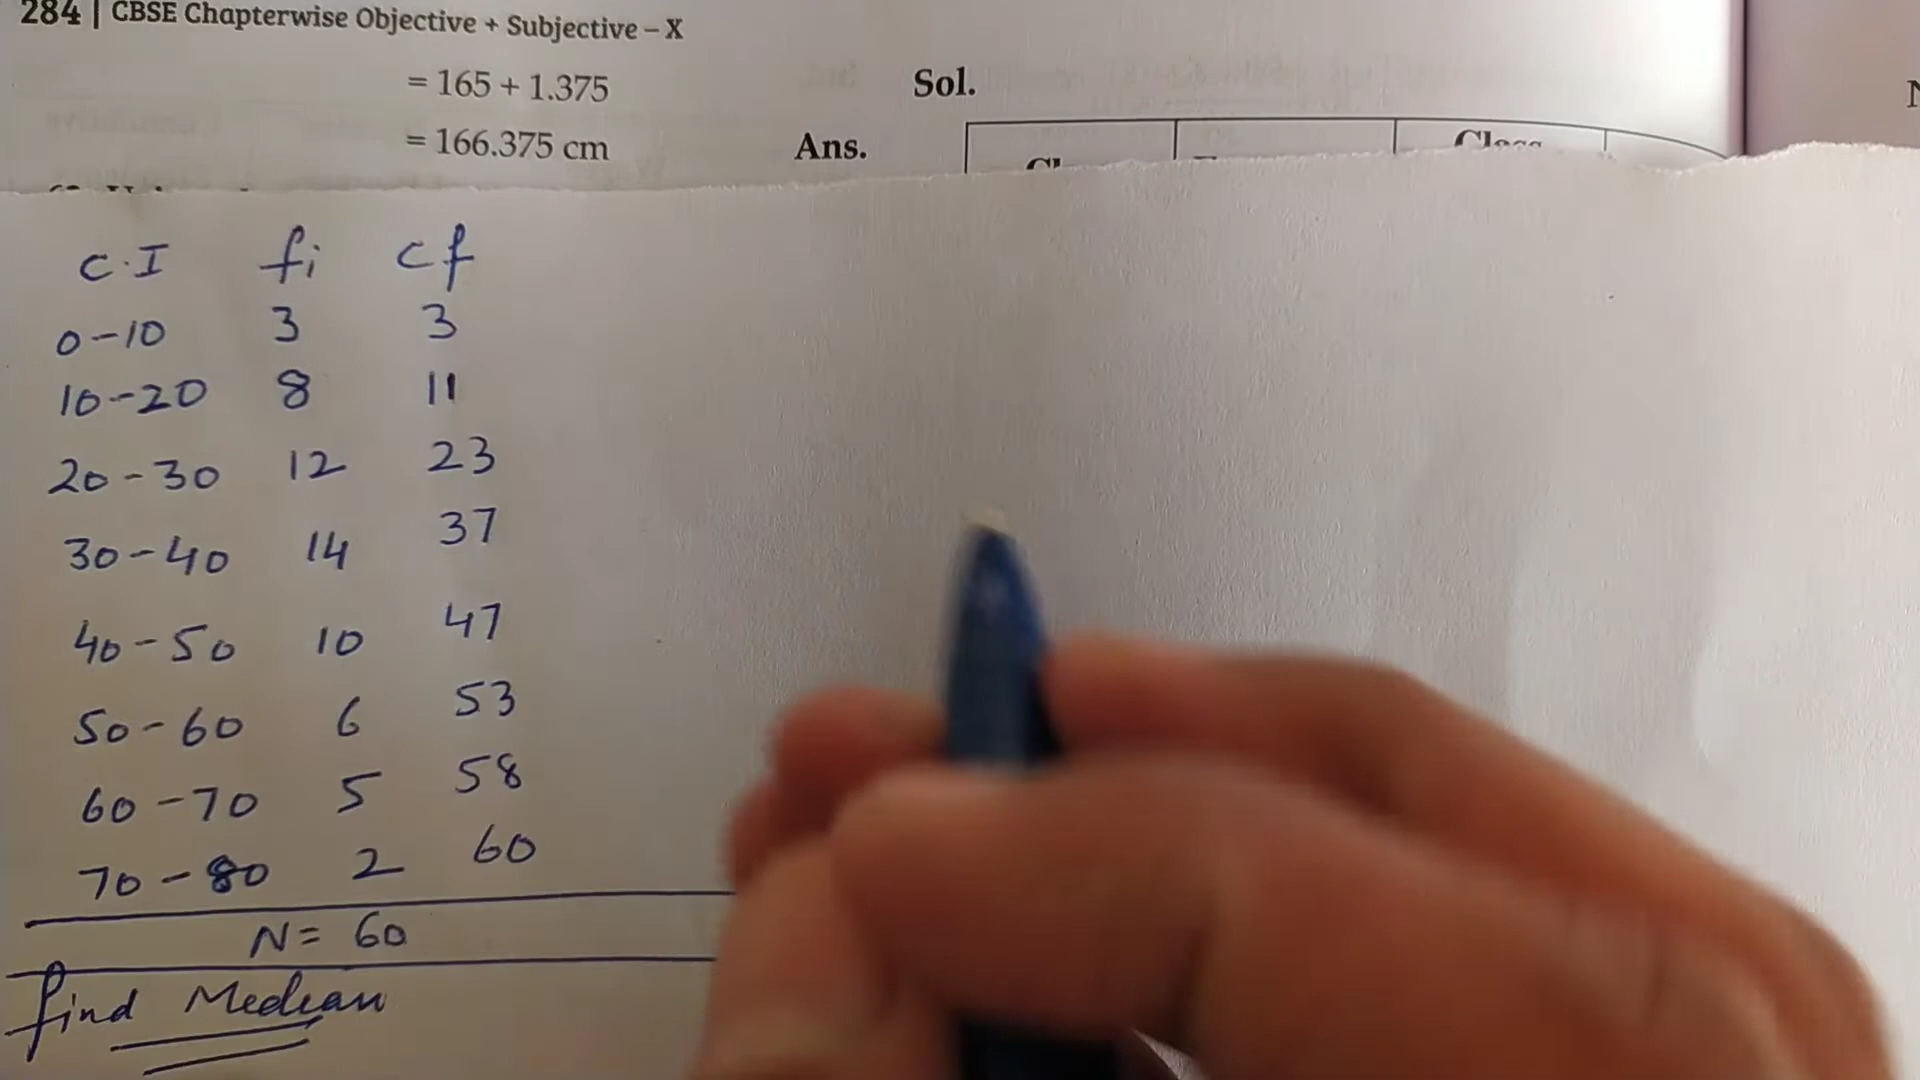 284 | CBSE Chapterwise Objective + Subjective – X
= 165 + 1.375
= 166.375 cm
Ans.
Sol.
Class
C.I fi cf
0-10 3 3
10-20 8 11
20-30 12 23
30-40 14 37
40-50 10 47
50-60 6 53
60-70 5 58
70-80 2 60
N= 60
find Median